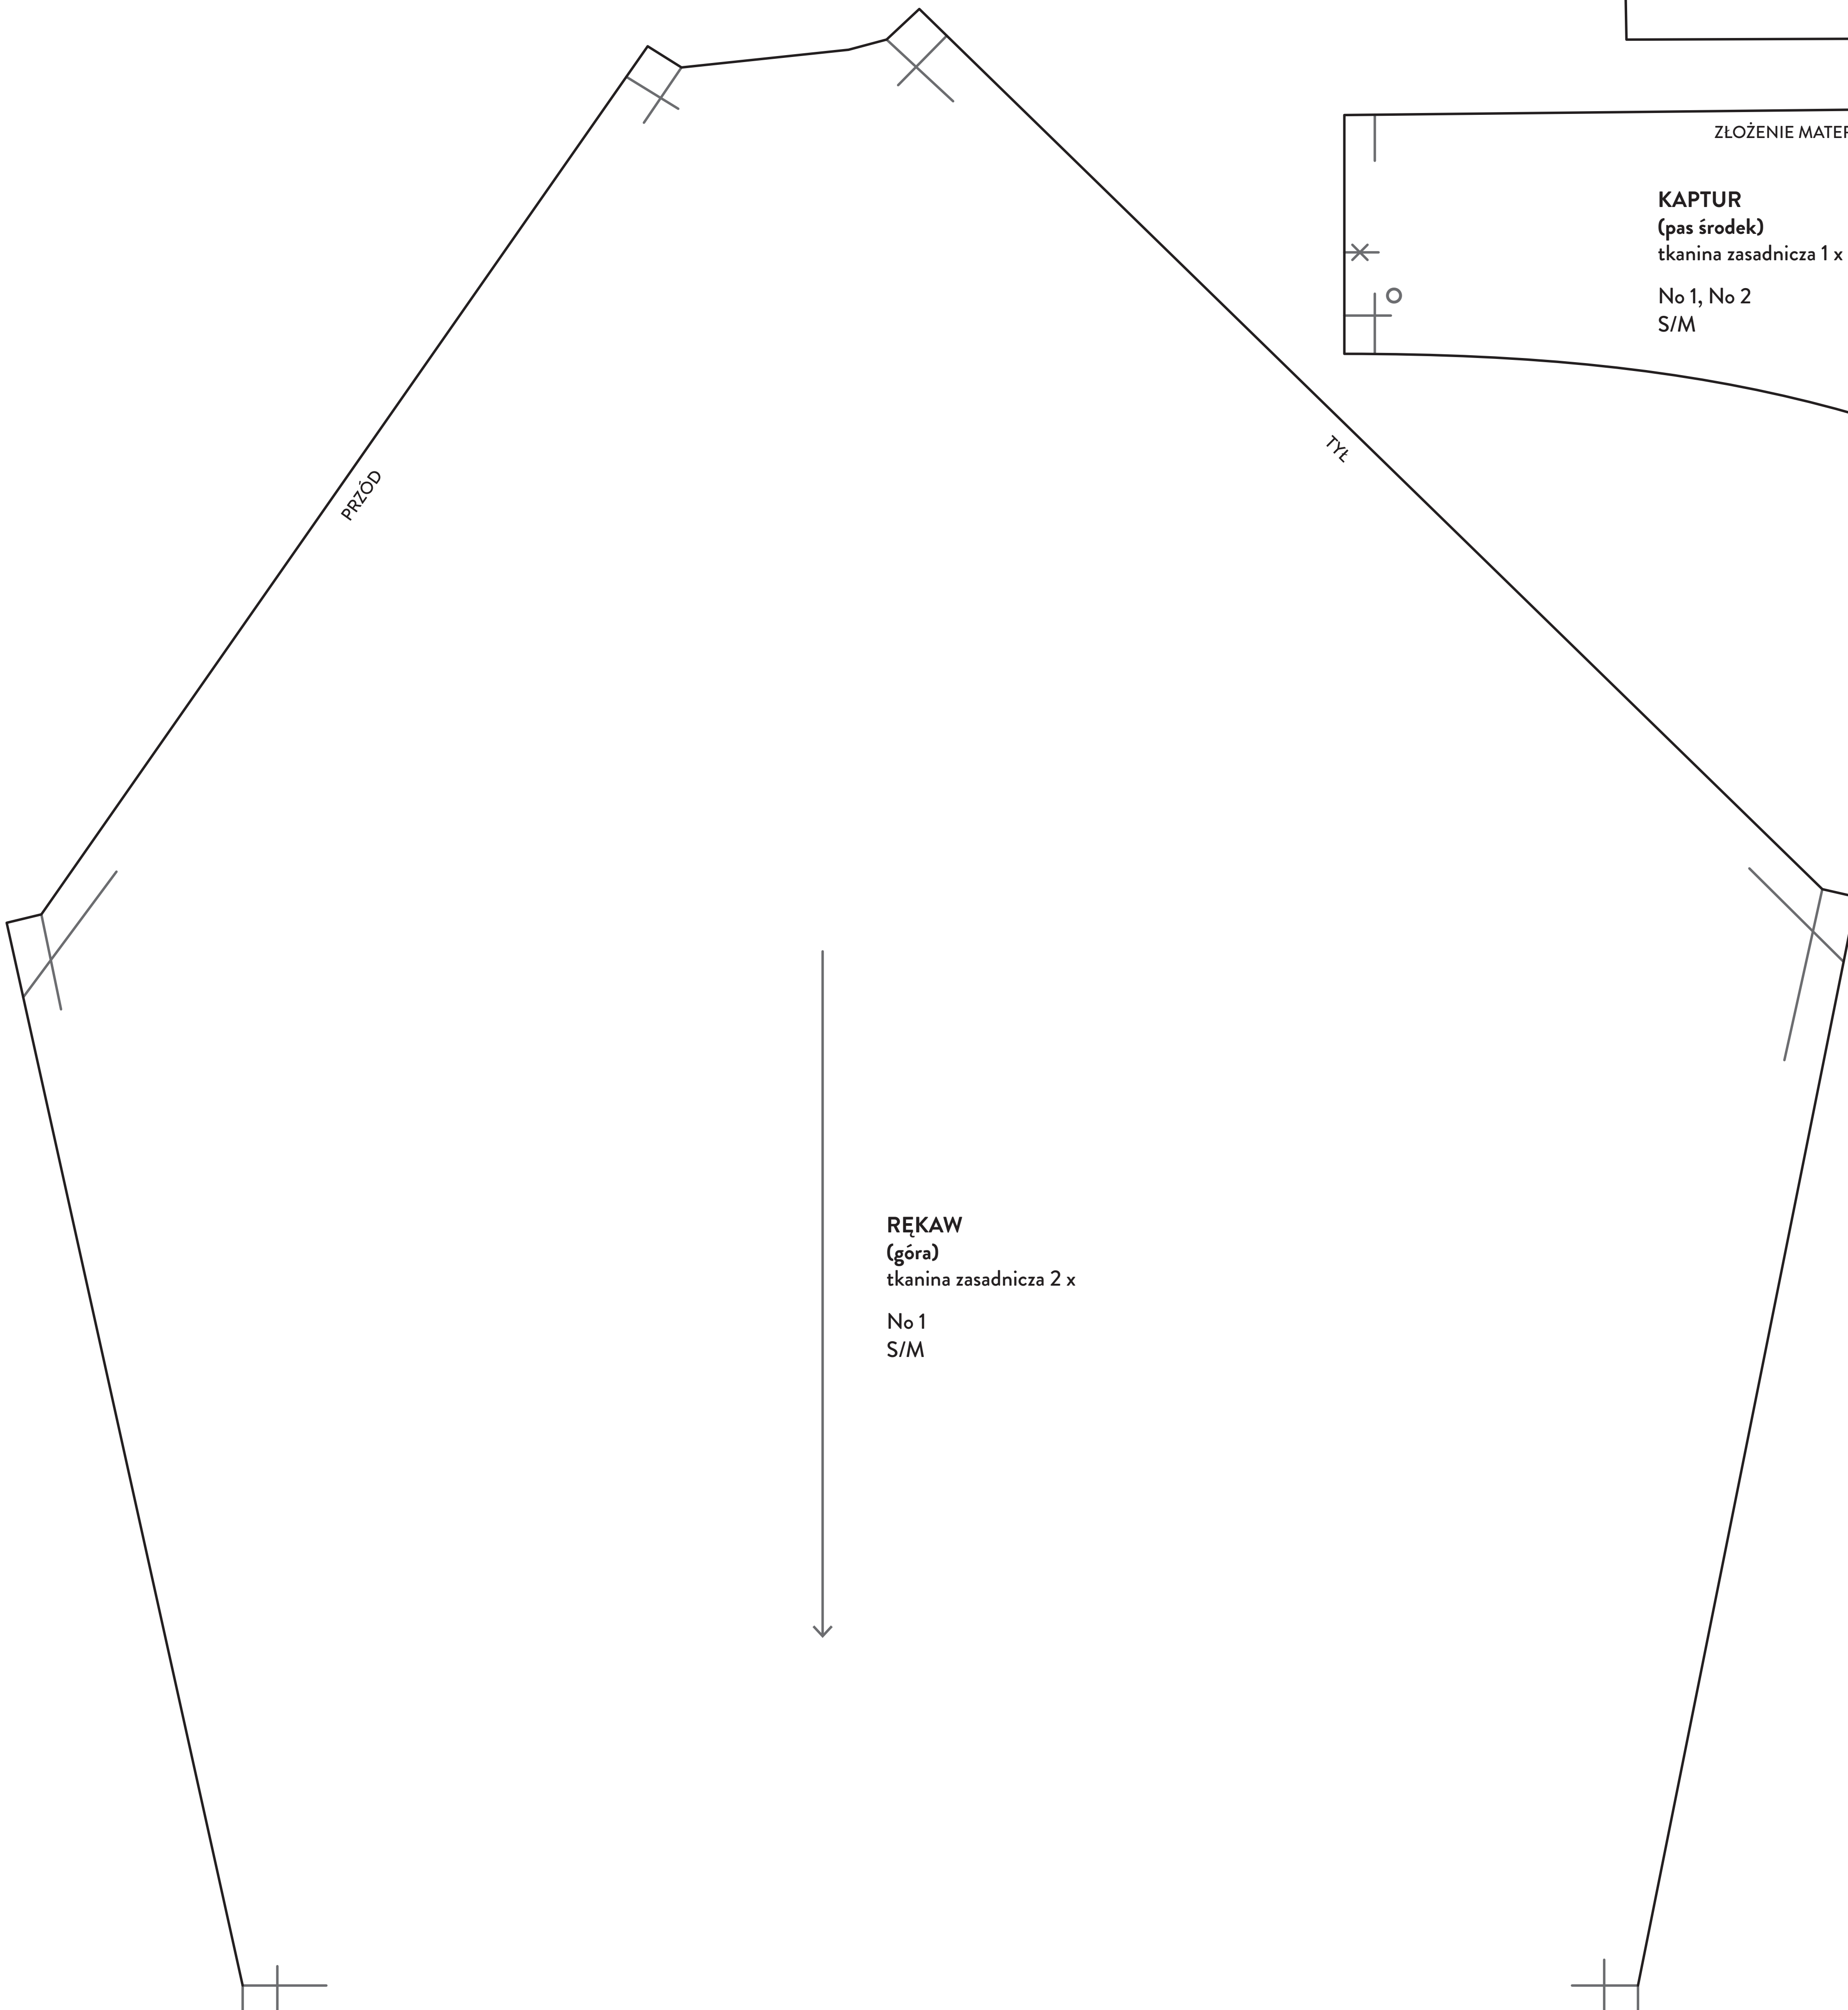 ZŁOŻENIE
KAPTUR
(pas środek)
tkanina zasadnicza 1 x
No 1, No 2
S/M
PRZÓD
TYŁ
RĘKAW
(góra)
tkanina zasadnicza 2 x
No 1
S/M